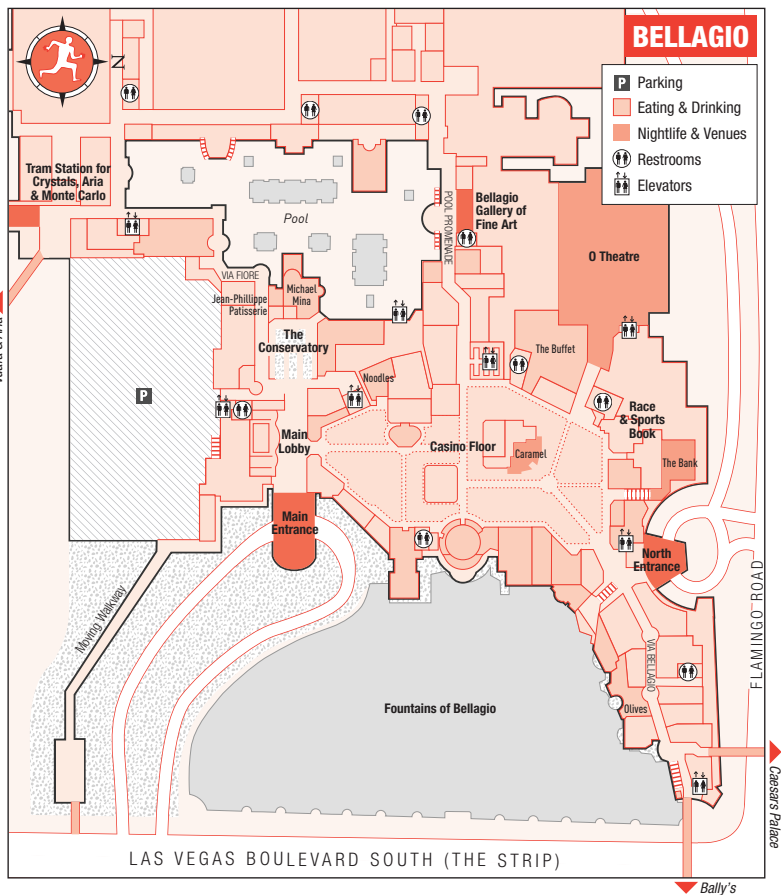 BELLAGIO
N
P Parking
Eating & Drinking
Nightlife & Venues
Restrooms
Elevators
Tram Station for
Crystals, Aria
& Monte Carlo
Pool
POOL PROMENADE
Bellagio
Gallery of
Fine Art
O Theatre
VIA FIORE
Jean-Phillippe
Patisserie
Michael
Mina
The
Conservatory
The Buffet
Noodles
P
Race
& Sports
Book
Main
Lobby
Casino Floor
Caramel
The Bank
Main
Entrance
North
Entrance
Moving Walkway
FLAMINGO ROAD
VIA BELLAGIO
Olives
Fountains of Bellagio
Caesars Palace
LAS VEGAS BOULEVARD SOUTH (THE STRIP)
Bally's